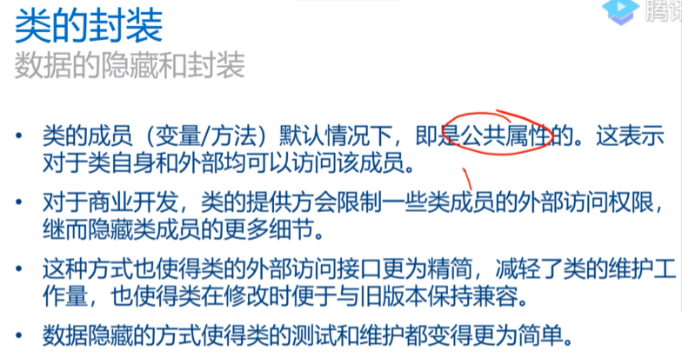 类的封装
腾讯
数据的隐藏和封装
• 类的成员（变量/方法）默认情况下，即是公共属性的。这表示
对于类自身和外部均可以访问该成员。
• 对于商业开发，类的提供方会限制一些类成员的外部访问权限，
继而隐藏类成员的更多细节。
• 这种方式也使得类的外部访问接口更为精简，减轻了类的维护工
作量，也使得类在修改时便于与旧版本保持兼容。
• 数据隐藏的方式使得类的测试和维护都变得更为简单。